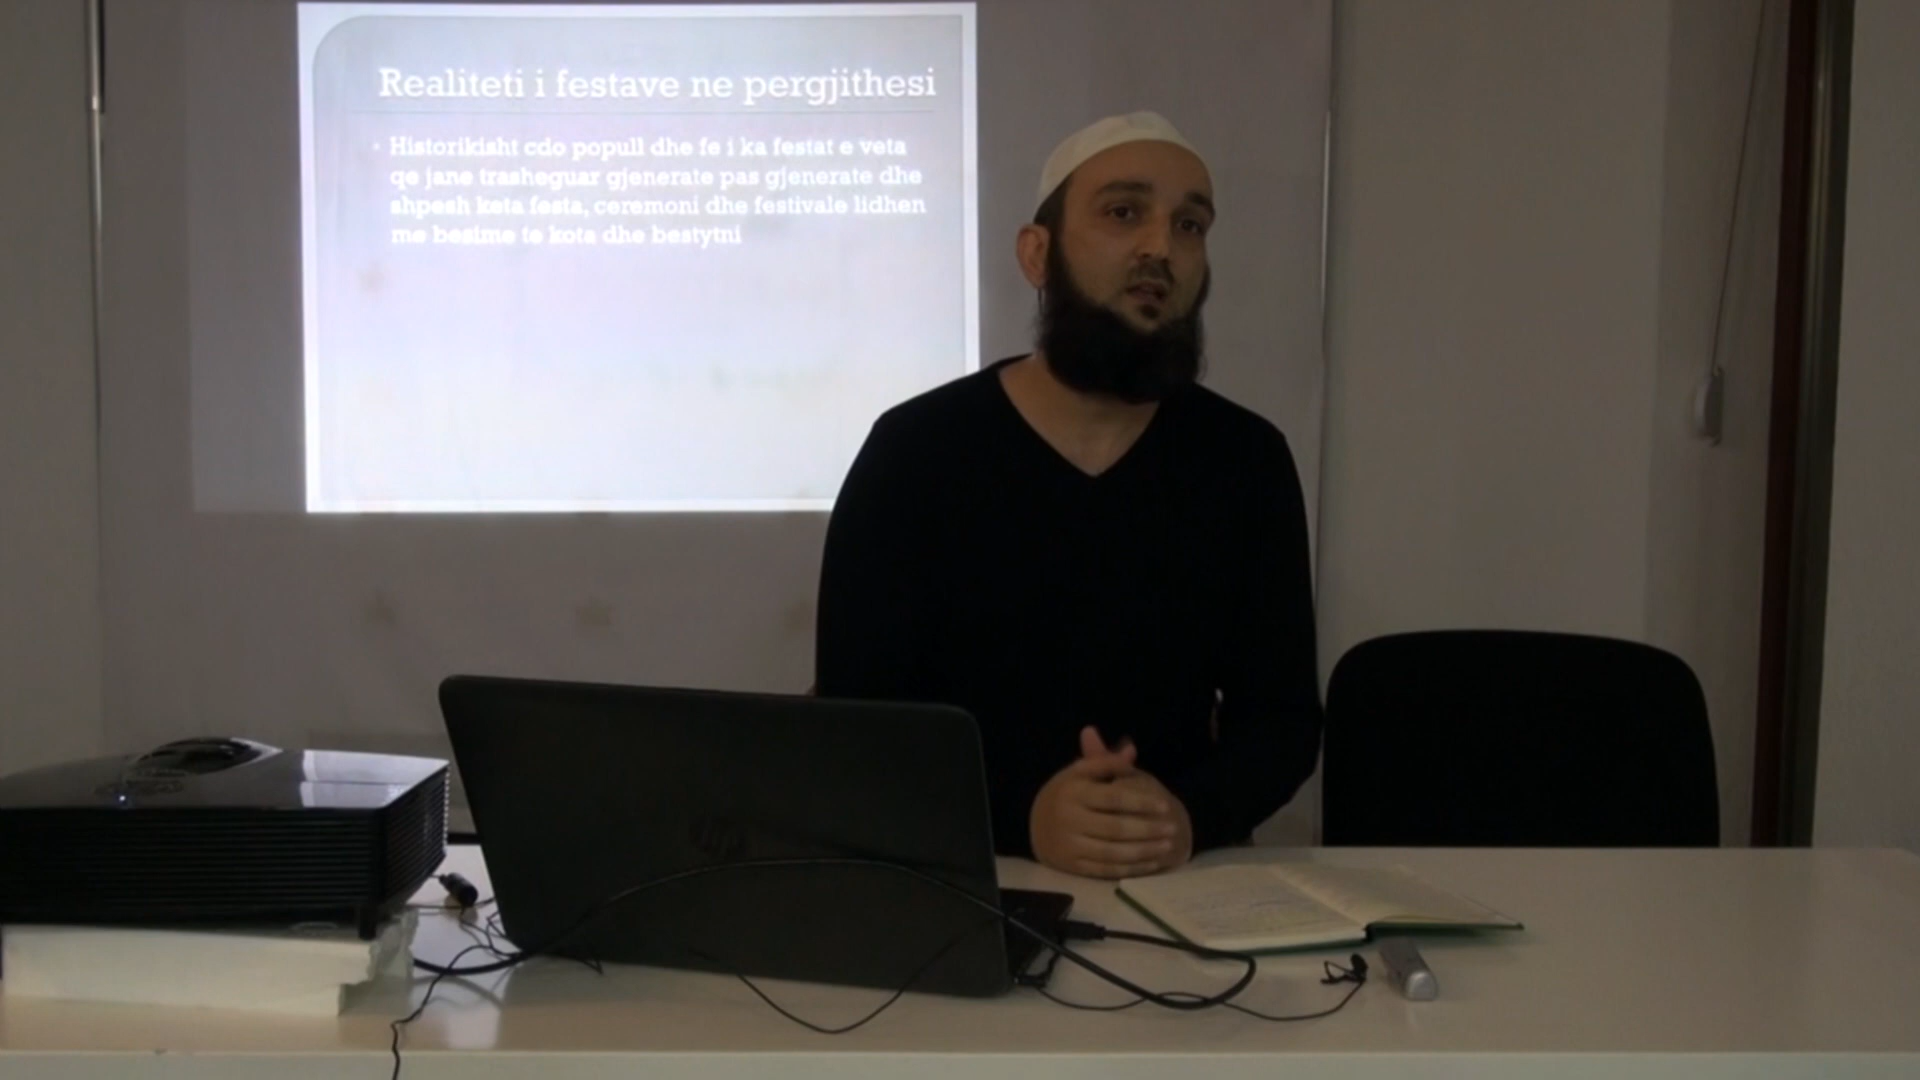 Realiteti i festave ne pergjithesi
Historikisht cdo popull dhe fe i ka festat e veta
qe jane trasheguar gjenerate pas gjenerate dhe
shpesh keta festa, ceremoni dhe festivale lidhen
me besime te kota dhe bestytni